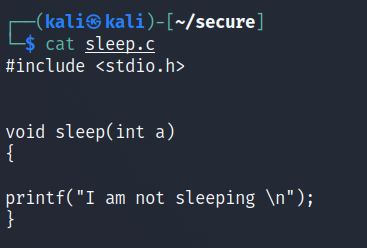 ┌──(kali㉿kali)-[~/secure]
└─$ cat sleep.c
#include <stdio.h>
void sleep(int a)
{
printf("I am not sleeping \n");
}